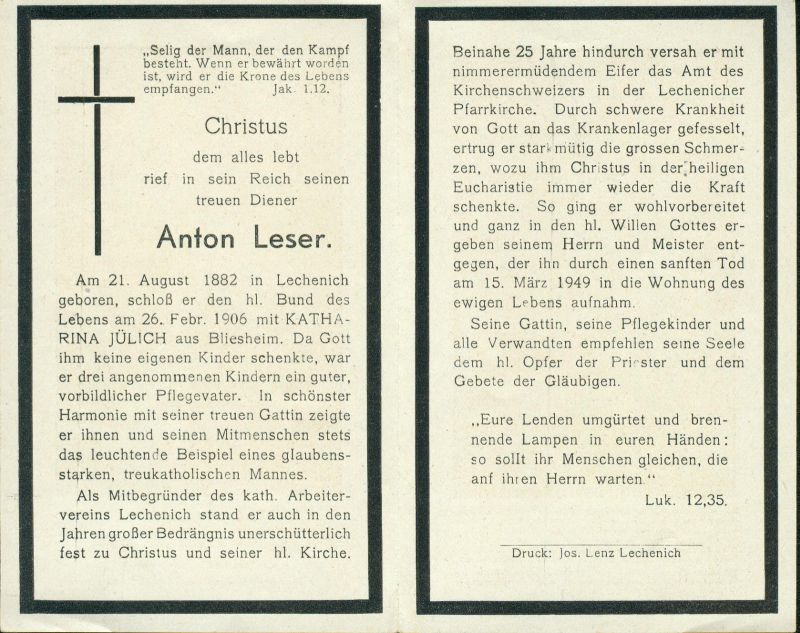 „Selig der Mann, der den Kampf
besteht. Wenn er bewährt worden
ist, wird er die Krone des Lebens
empfangen.“ Jak. 1.12.
Christus
dem alles lebt
rief in sein Reich seinen
treuen Diener
Anton Leser.
Am 21. August 1882 in Lechenich
geboren, schloß er den hl. Bund des
Lebens am 26. Febr. 1906 mit KATHA-
RINA JÜLICH aus Bliesheim. Da Gott
ihm keine eigenen Kinder schenkte, war
er drei angenommenen Kindern ein guter,
vorbildlicher Pflegevater. In schönster
Harmonie mit seiner treuen Gattin zeigte
er ihnen und seinen Mitmenschen stets
das leuchtende Beispiel eines glaubens-
starken, treukatholischen Mannes.
Als Mitbegründer des kath. Arbeiter-
vereins Lechenich stand er auch in den
Jahren großer Bedrängnis unerschütterlich
fest zu Christus und seiner hl. Kirche.
Beinahe 25 Jahre hindurch versah er mit
nimmerermüdendem Eifer das Amt des
Kirchenschweizers in der Lechenicher
Pfarrkirche. Durch schwere Krankheit
von Gott an das Krankenlager gefesselt,
ertrug er starkmütig die grossen Schmer-
zen, wozu ihm Christus in der heiligen
Eucharistie immer wieder die Kraft
schenkte. So ging er wohlvorbereitet
und ganz in den hl. Willen Gottes er-
geben seinem Herrn und Meister ent-
gegen, der ihn durch einen sanften Tod
am 15. März 1949 in die Wohnung des
ewigen Lebens aufnahm.
Seine Gattin, seine Pflegekinder und
alle Verwandten empfehlen seine Seele
dem hl. Opfer der Priester und dem
Gebete der Gläubigen.
„Eure Lenden umgürtet und bren-
nende Lampen in euren Händen:
so sollt ihr Menschen gleichen, die
auf ihren Herrn warten“
Luk. 12,35.
Druck: Jos. Lenz Lechenich